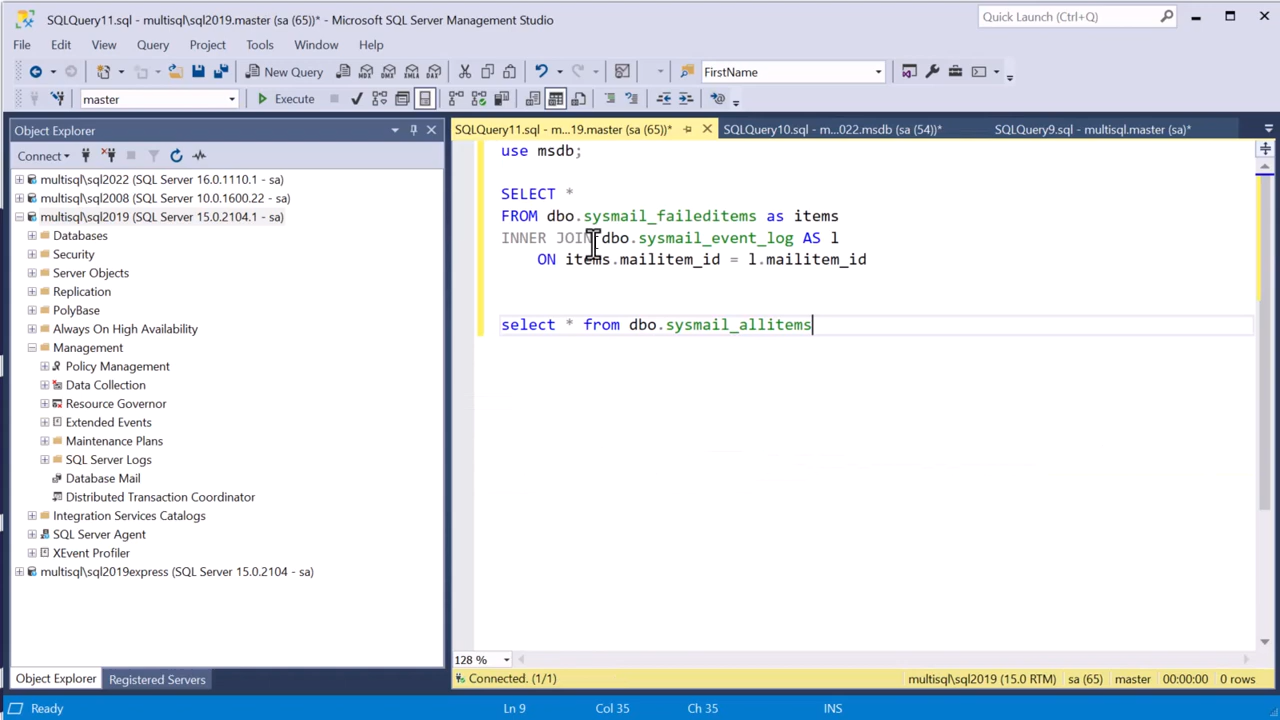 SQLQuery11.sql - multisql\sql2019.master (sa (65))* - Microsoft SQL Server Management Studio
Quick Launch (Ctrl+Q)
File Edit View Query Project Tools Window Help
New Query MDX DMX XMLA DAX FirstName
master Execute
Object Explorer
Connect
multisql\sql2022 (SQL Server 16.0.1110.1 - sa)
multisql\sql2008 (SQL Server 10.0.1600.22 - sa)
multisql\sql2019 (SQL Server 15.0.2104.1 - sa)
Databases
Security
Server Objects
Replication
PolyBase
Always On High Availability
Management
Policy Management
Data Collection
Resource Governor
Extended Events
Maintenance Plans
SQL Server Logs
Database Mail
Distributed Transaction Coordinator
Integration Services Catalogs
SQL Server Agent
XEvent Profiler
multisql\sql2019express (SQL Server 15.0.2104 - sa)
Object Explorer Registered Servers
SQLQuery11.sql - m...19.master (sa (65))* SQLQuery10.sql - m...022.msdb (sa (54))* SQLQuery9.sql - multisql.master (sa)*
use msdb;
SELECT *
FROM dbo.sysmail_faileditems as items
INNER JOIN dbo.sysmail_event_log AS l
ON items.mailitem_id = l.mailitem_id
select * from dbo.sysmail_allitems
128 %
Connected. (1/1) multisql\sql2019 (15.0 RTM) sa (65) master 00:00:00 0 rows
Ready Ln 9 Col 35 Ch 35 INS